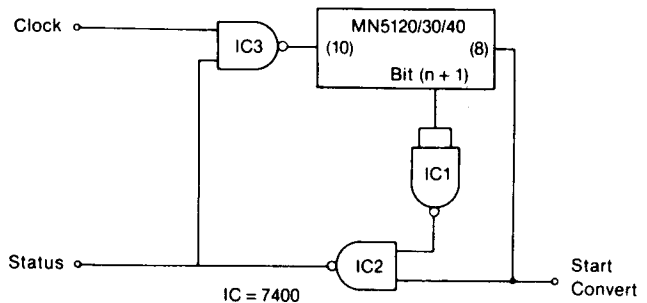 Clock
IC3
MN5120/30/40
(10)
(8)
Bit (n + 1)
IC1
Status
IC2
Start
Convert
IC = 7400